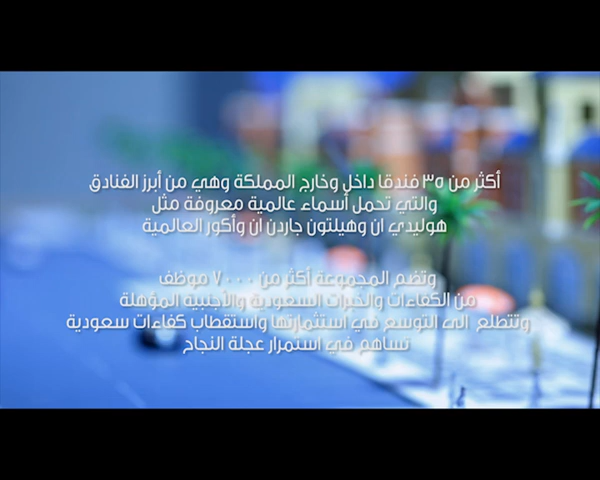 أكثر من ٣٥ فندقا داخل وخارج المملكة وهي من أبرز الفنادق
والتي تحمل أسماء عالمية معروفة مثل
هوليدي ان وهيلتون جاردن ان وأكور العالمية
وتضم المجموعة أكثر من ٧٠٠٠ موظف
من الكفاءات والخبرات السعودية والأجنبية المؤهلة
وتتطلع الى التوسع في استثمارتها واستقطاب كفاءات سعودية
تساهم في استمرار عجلة النجاح